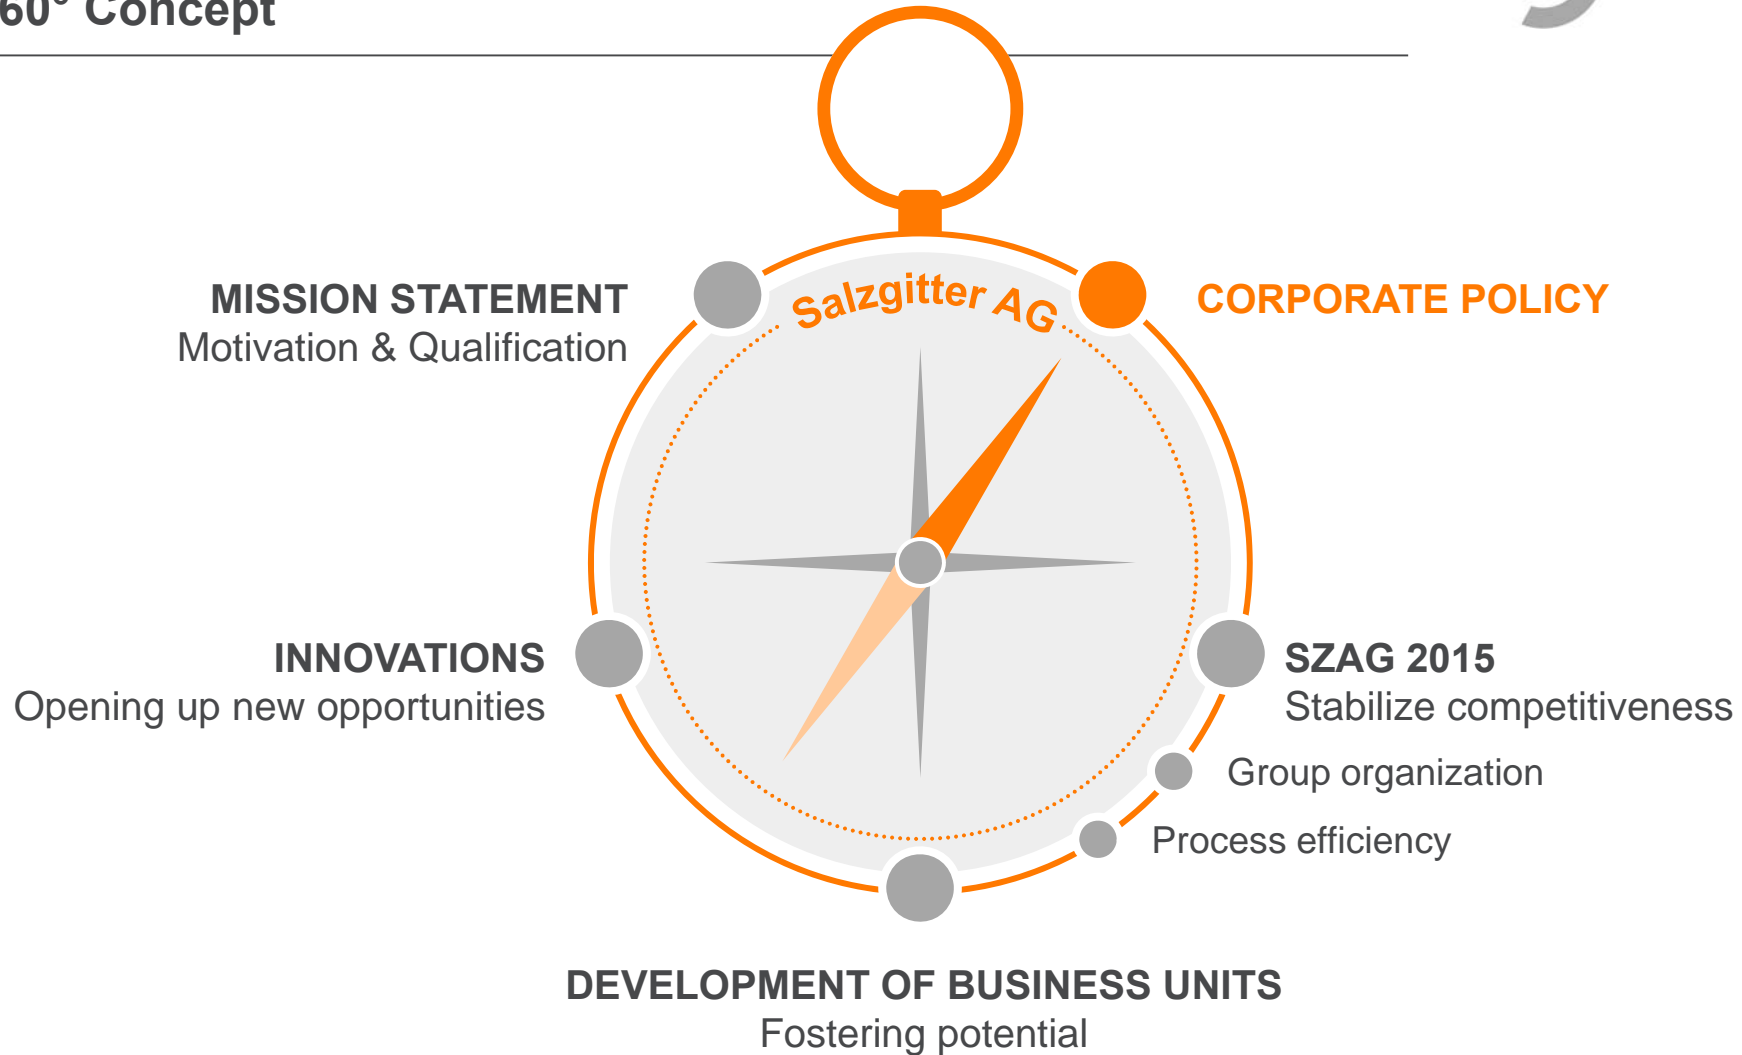 60° Concept
Salzgitter AG
MISSION STATEMENT
Motivation & Qualification
CORPORATE POLICY
INNOVATIONS
Opening up new opportunities
SZAG 2015
Stabilize competitiveness
Group organization
Process efficiency
DEVELOPMENT OF BUSINESS UNITS
Fostering potential